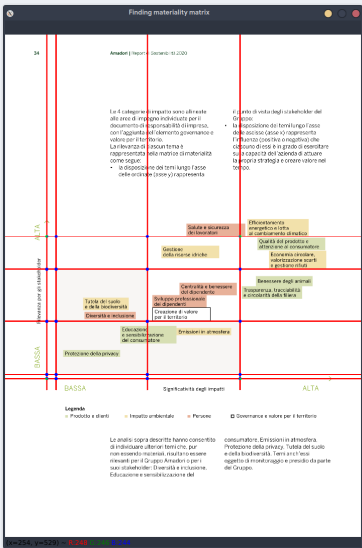 Finding materiality matrix
34
Amadori | Report di Sostenibilità 2020
Le 4 categorie di impatto sono allineate
alle aree di impegno individuate per il
documento di responsabilità di impresa,
con l'aggiunta dell'elemento governance e
valore per il territorio.
La rilevanza di ciascun tema è
rappresentata nella matrice di materialità
come segue:
• la disposizione dei temi lungo l'asse
delle ordinate (asse y) rappresenta
il punto di vista degli stakeholder del
Gruppo;
• la disposizione dai temi lungo l'asse
delle ascisse (asse x) rappresenta
l'influenza (positiva o negativa) che
ciascuno di essi è in grado di esercitare
sulla capacità dell'azienda di attuare
la propria strategia e creare valore nel
tempo.
ALTA
Rilevanza per gli stakeholder
BASSA
Salute e sicurezza
dei lavoratori
Efficientamento
energetico e lotta
al cambiamento climatico
Qualità del prodotto e
attenzione al consumatore
Gestione
della risorse idriche
Economia circolare,
valorizzazione scarti
e gestione rifiuti
Benessere degli animali
Centralità e benessere
del dipendente
Trasparenza, tracciabilità
e circolarità della filiera
Sviluppo professionale
dei dipendenti
Tutela del suolo
e della biodiversità
Creazione di valore
per il territorio
Diversità e inclusione
Educazione
e sensibilizzazione
del consumatore
Emissioni in atmosfera
Protezione della privacy
BASSA
Significatività degli impatti
ALTA
Legenda
Prodotto e clienti
Impatto ambientale
Persone
Governance e valore per il territorio
Le analisi sopra descritte hanno consentito
di individuare ulteriori temi che, pur
non essendo materiali, risultano essere
rilevanti per il Gruppo Amadori o per i
suoi stakeholder: Diversità e inclusione,
Educazione e sensibilizzazione del
consumatore, Emissioni in atmosfera,
Protezione della privacy, Tutela del suolo
e della biodiversità. Temi anch'essi
oggetto di monitoraggio e presidio da parte
del Gruppo.
(x=254, y=529) ~